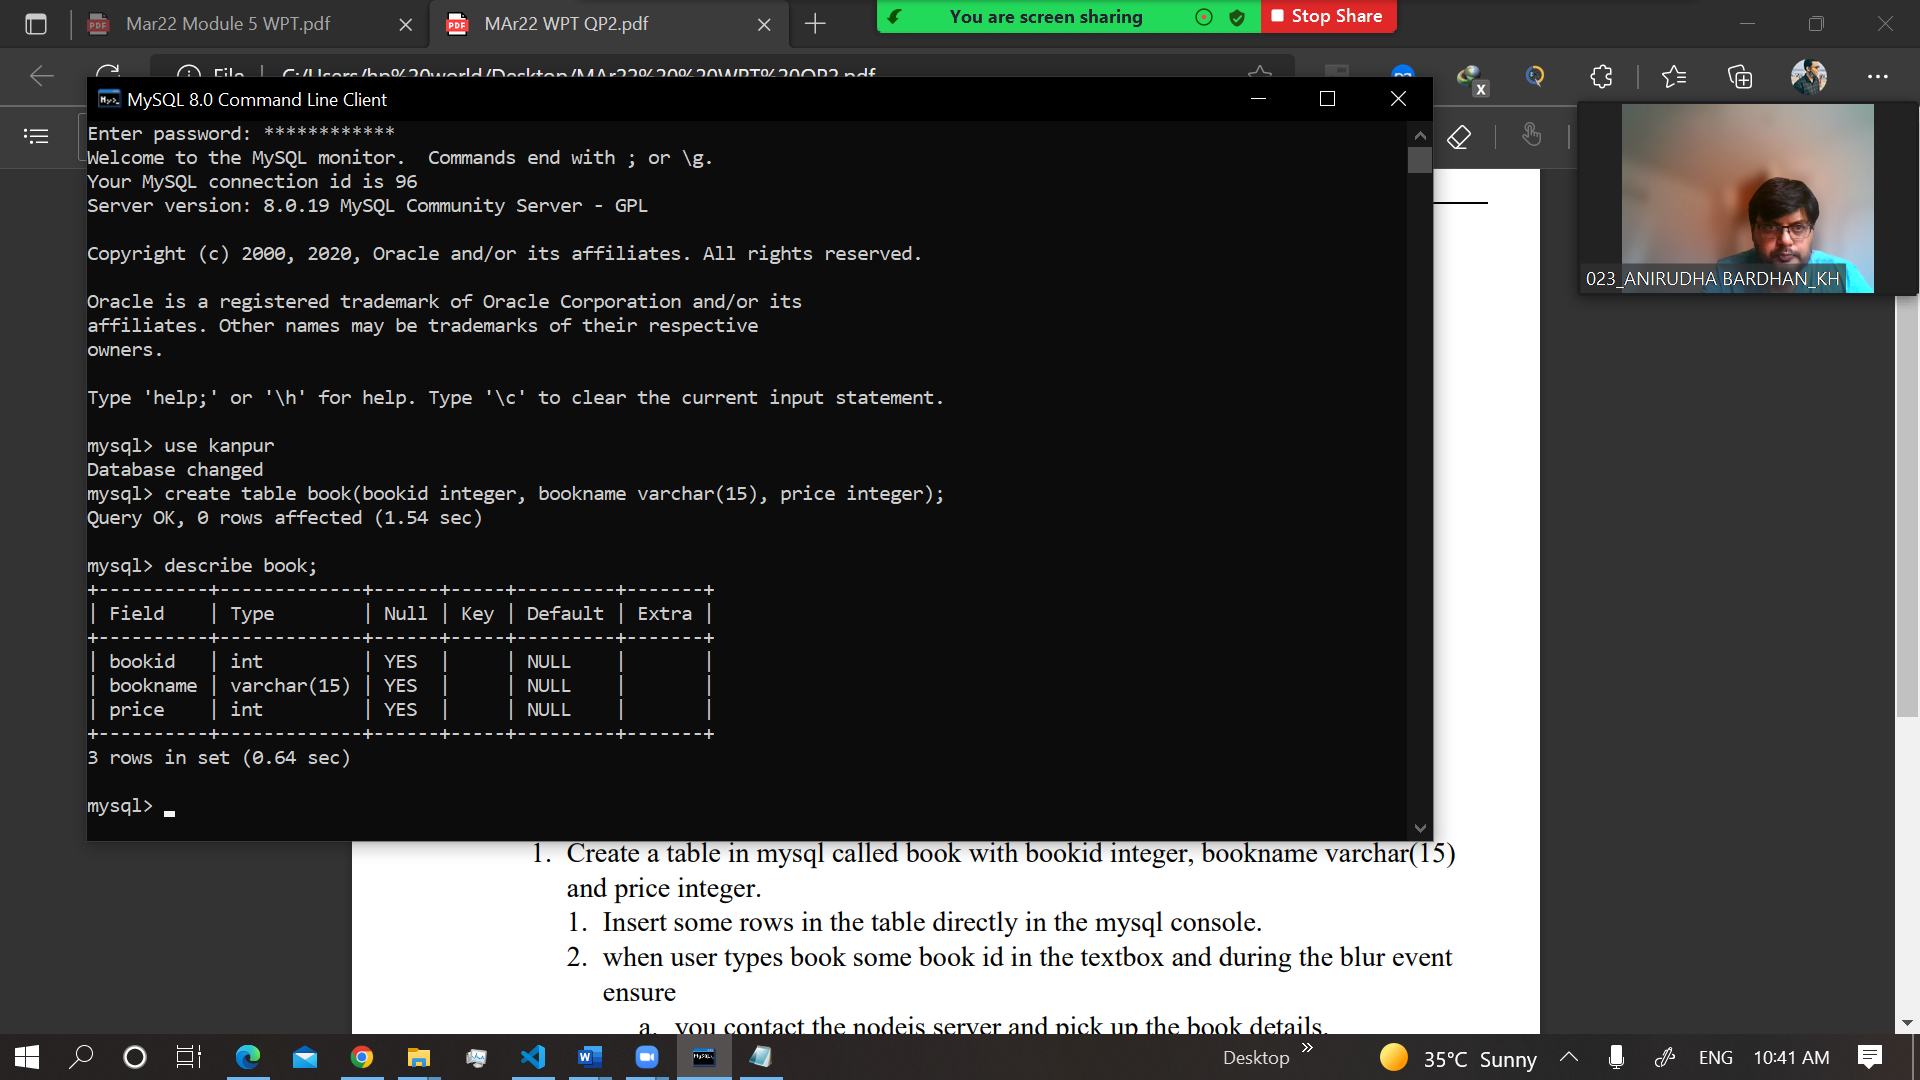 Mar22 Module 5 WPT.pdf
MAr22 WPT QP2.pdf
You are screen sharing
Stop Share
File
C:/Users/hp%20world/Desktop/MAr22%20%20WPT%20QP2.pdf
MySQL 8.0 Command Line Client
Enter password: ************
Welcome to the MySQL monitor.  Commands end with ; or \g.
Your MySQL connection id is 96
Server version: 8.0.19 MySQL Community Server - GPL
Copyright (c) 2000, 2020, Oracle and/or its affiliates. All rights reserved.
Oracle is a registered trademark of Oracle Corporation and/or its
affiliates. Other names may be trademarks of their respective
owners.
Type 'help;' or '\h' for help. Type '\c' to clear the current input statement.
mysql> use kanpur
Database changed
mysql> create table book(bookid integer, bookname varchar(15), price integer);
Query OK, 0 rows affected (1.54 sec)
mysql> describe book;
+----------+-------------+------+-----+---------+-------+
| Field    | Type        | Null | Key | Default | Extra |
+----------+-------------+------+-----+---------+-------+
| bookid   | int         | YES  |     | NULL    |       |
| bookname | varchar(15) | YES  |     | NULL    |       |
| price    | int         | YES  |     | NULL    |       |
+----------+-------------+------+-----+---------+-------+
3 rows in set (0.64 sec)
mysql>
023_ANIRUDHA BARDHAN_KH
1. Create a table in mysql called book with bookid integer, bookname varchar(15)
and price integer.
1. Insert some rows in the table directly in the mysql console.
2. when user types book some book id in the textbox and during the blur event
ensure
a. you contact the nodejs server and pick up the book details.
Desktop
35°C Sunny
ENG
10:41 AM